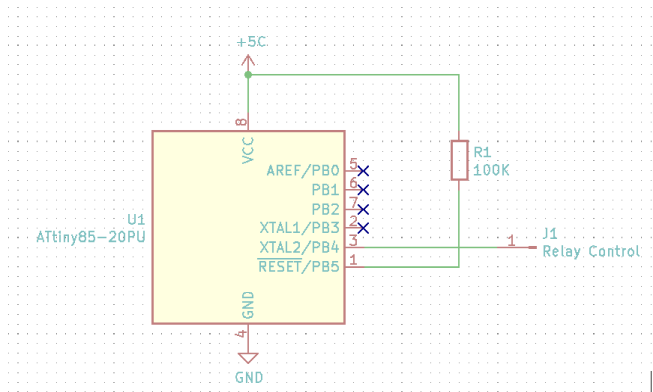 +5C
8
VCC
AREF/PB0 5
PB1 6
PB2 7
XTAL1/PB3 2
XTAL2/PB4 3
RESET/PB5 1
U1
ATtiny85-20PU
R1
100K
1
J1
Relay Control
GND
4
GND